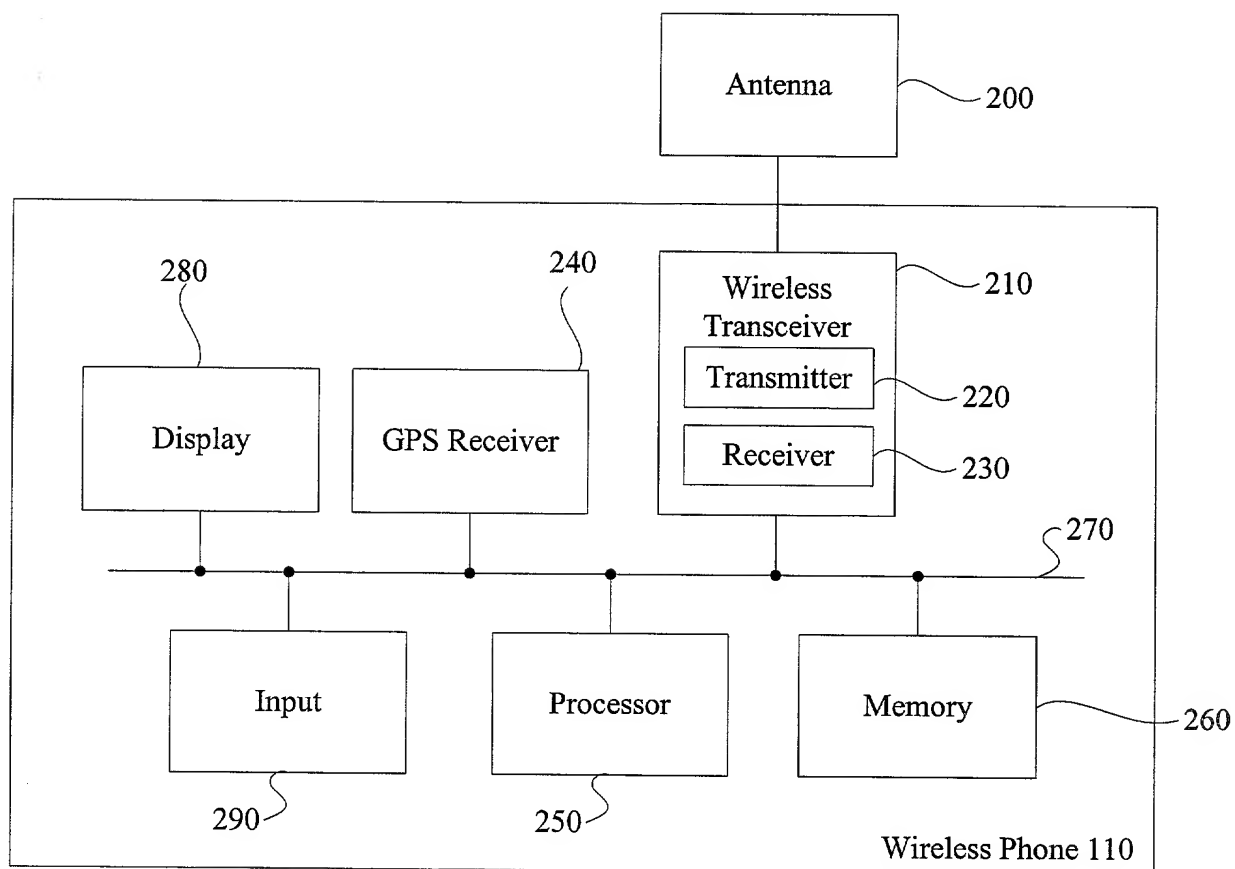 Antenna
200
280
240
Wireless
Transceiver
210
Transmitter
220
Display
GPS Receiver
Receiver
230
270
Input
Processor
Memory
260
290
250
Wireless Phone 110